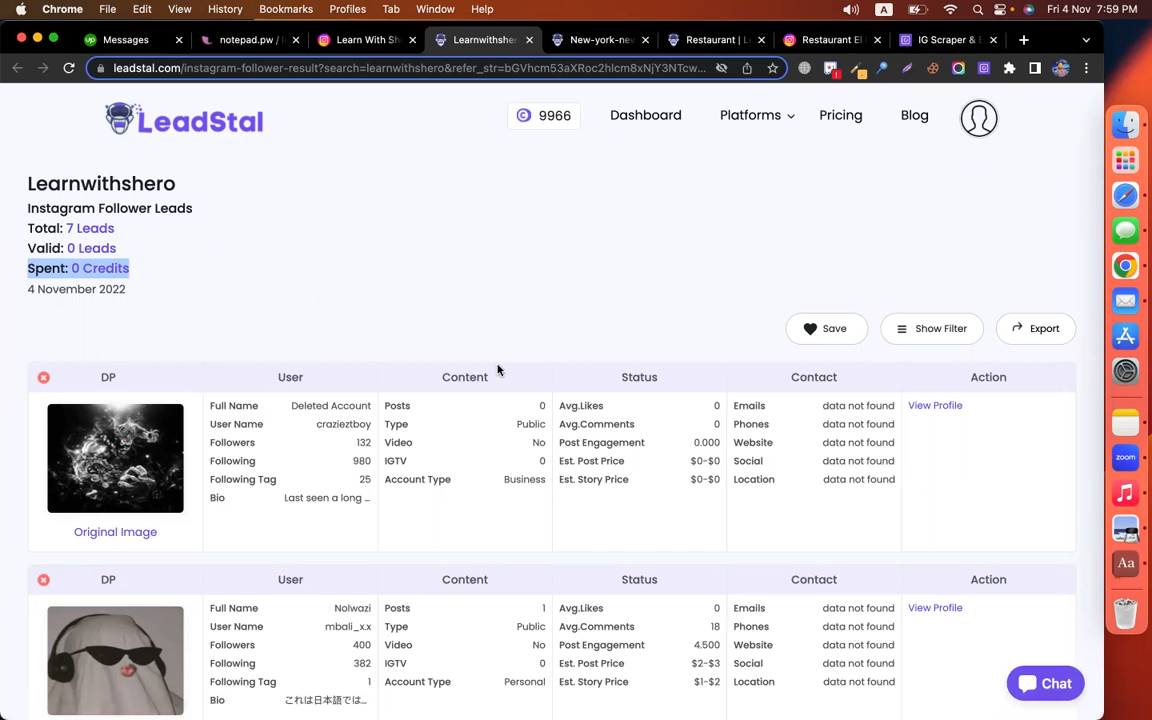 Chrome File Edit View History Bookmarks Profiles Tab Window Help A Fri 4 Nov 7:59 PM
Messages notepad.pw / Learn With Sh Learnwithsher New-york-nev Restaurant | L Restaurant El IG Scraper & E
leadstal.com/instagram-follower-result?search=learnwithshero&refer_str=bGVhcm53aXRoc2hlcm8xNjY3NTcw...
LeadStal 9966 Dashboard Platforms Pricing Blog
Learnwithshero
Instagram Follower Leads
Total: 7 Leads
Valid: 0 Leads
Spent: 0 Credits
4 November 2022
Save Show Filter Export
DP User Content Status Contact Action
Full Name Deleted Account Posts 0 Avg.Likes 0 Emails data not found View Profile
User Name crazieztboy Type Public Avg.Comments 0 Phones data not found
Followers 132 Video No Post Engagement 0.000 Website data not found
Following 980 IGTV 0 Est. Post Price $0-$0 Social data not found
Following Tag 25 Account Type Business Est. Story Price $0-$0 Location data not found
Bio Last seen a long ...
Original Image
DP User Content Status Contact Action
Full Name Nolwazi Posts 1 Avg.Likes 0 Emails data not found View Profile
User Name mbali_x.x Type Public Avg.Comments 18 Phones data not found
Followers 400 Video No Post Engagement 4.500 Website data not found
Following 382 IGTV 0 Est. Post Price $2-$3 Social data not found
Following Tag 1 Account Type Personal Est. Story Price $1-$2 Location data not found
Bio これは日本語では...
Chat
zoom
Aa